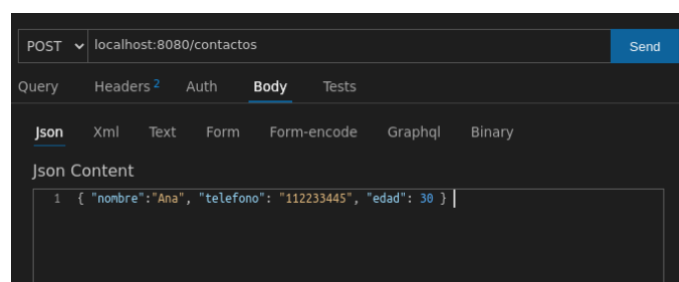 POST localhost:8080/contactos Send
Query Headers 2 Auth Body Tests
Json Xml Text Form Form-encode Graphql Binary
Json Content
1 { "nombre":"Ana", "telefono": "112233445", "edad": 30 }